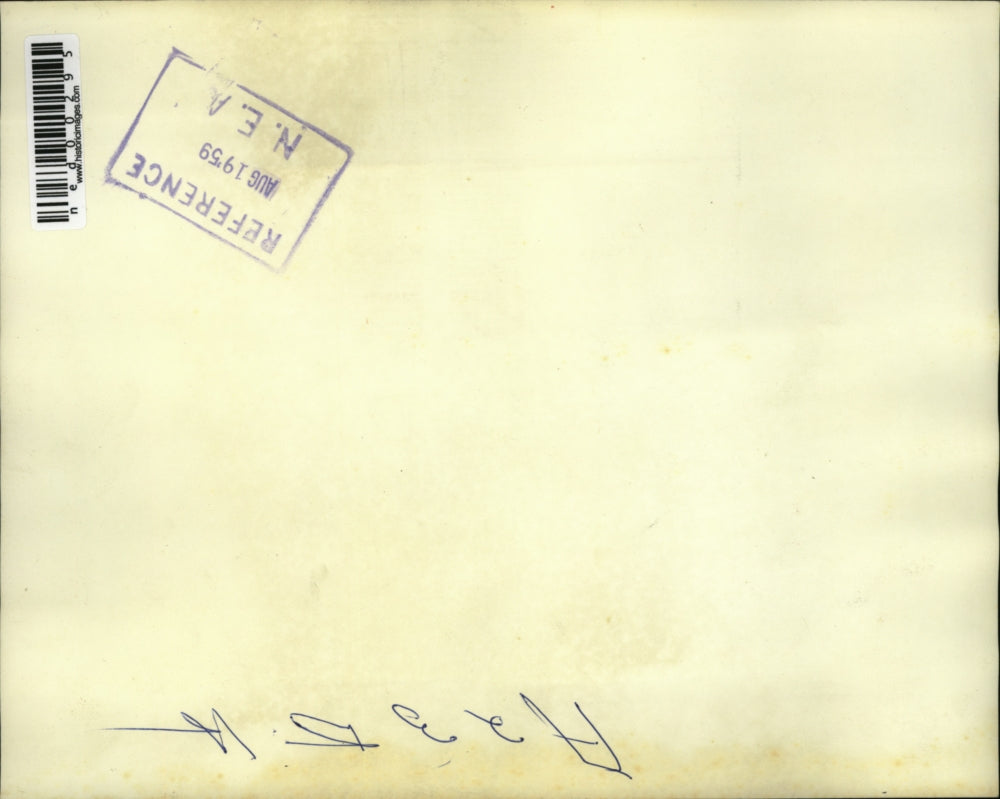 ned00295
www.historicimages.com
REFERENCE
AUG 19 '59
N. E. A.